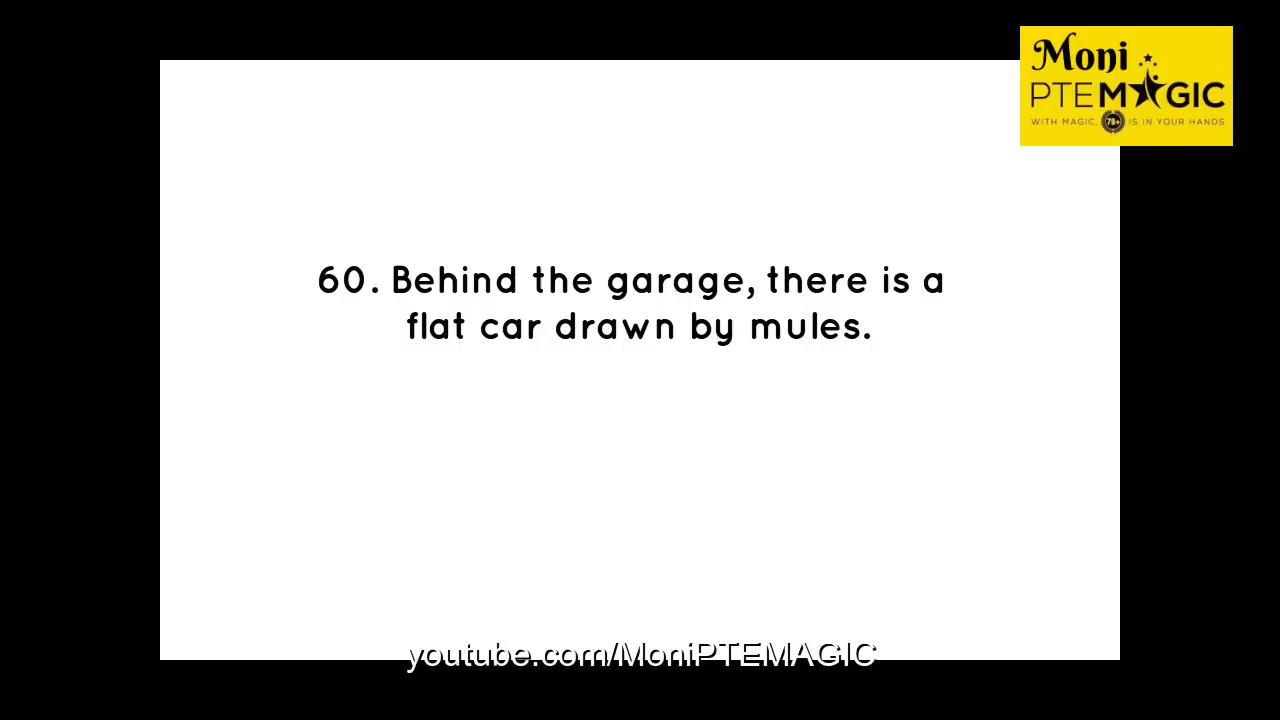 Moni
PTEMAGIC
WITH MAGIC, 79+ IS IN YOUR HANDS
60. Behind the garage, there is a
flat car drawn by mules.
youtube.com/MoniPTEMAGIC